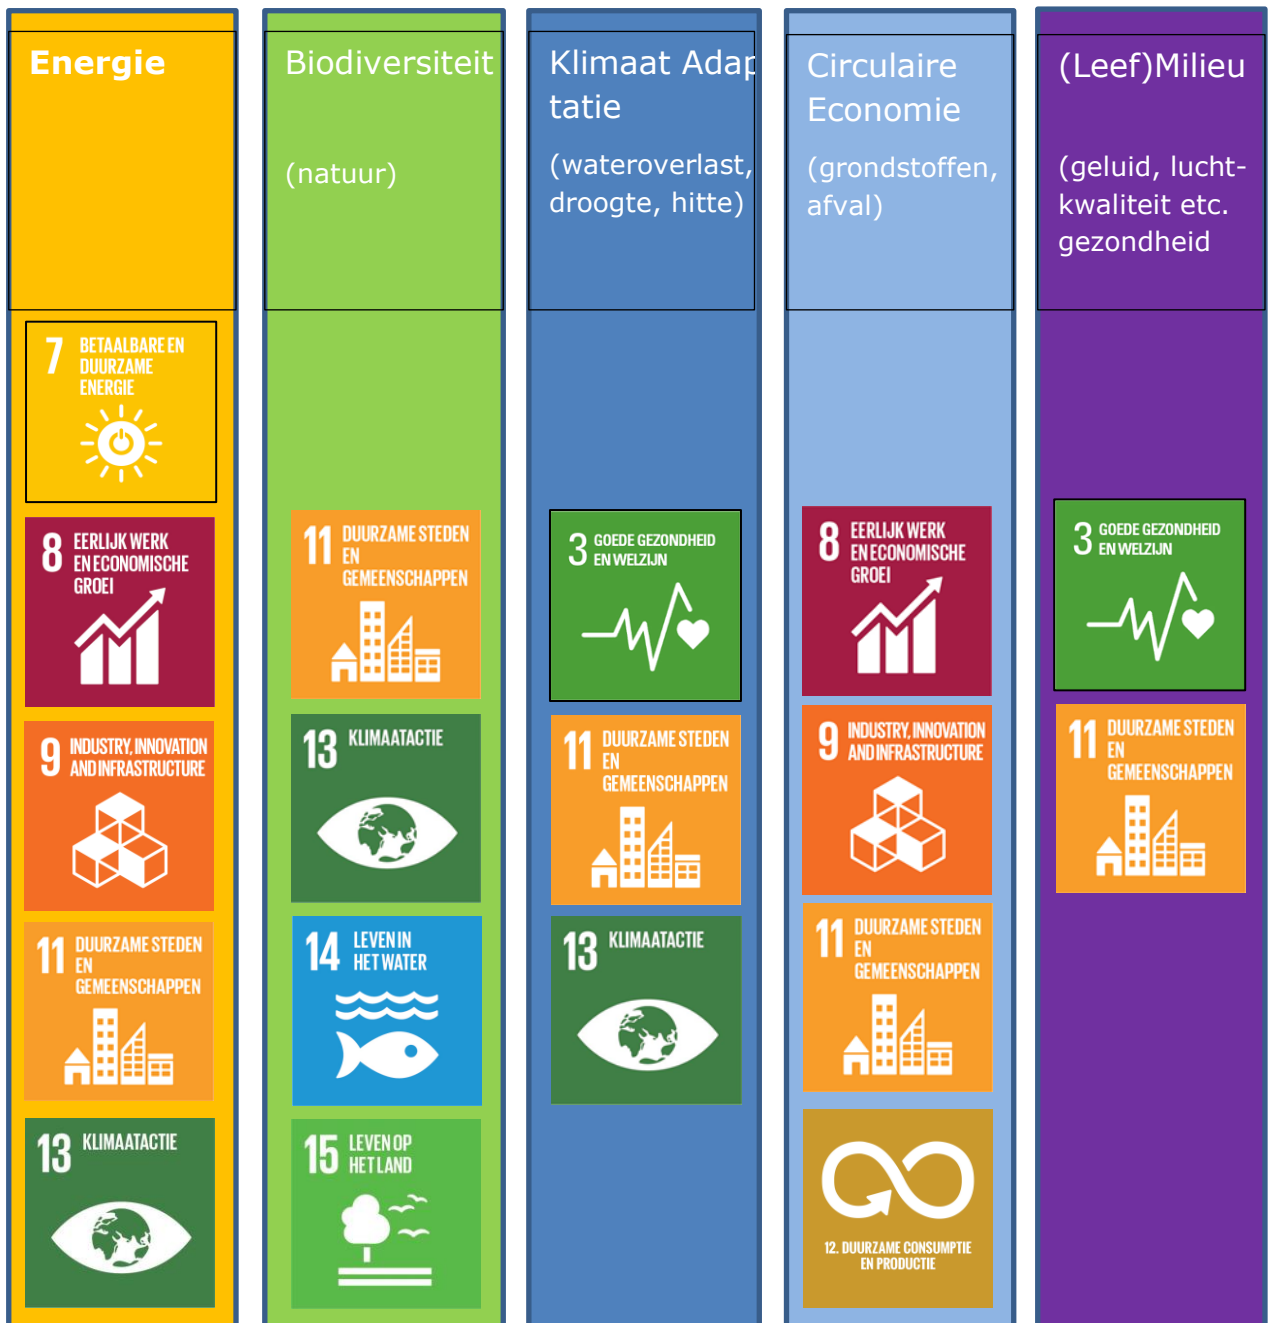 Energie
Biodiversiteit
(natuur)
Klimaat Adap
tatie
(wateroverlast,
droogte, hitte)
Circulaire
Economie
(grondstoffen,
afval)
(Leef)Milieu
(geluid, lucht-
kwaliteit etc.
gezondheid
7 BETAALBARE EN
DUURZAME
ENERGIE
8 EERLIJK WERK
EN ECONOMISCHE
GROEI
9 INDUSTRY, INNOVATION
AND INFRASTRUCTURE
11 DUURZAME STEDEN
EN
GEMEENSCHAPPEN
13 KLIMAATACTIE
11 DUURZAME STEDEN
EN
GEMEENSCHAPPEN
13 KLIMAATACTIE
14 LEVEN IN
HET WATER
15 LEVEN OP
HET LAND
3 GOEDE GEZONDHEID
EN WELZIJN
11 DUURZAME STEDEN
EN
GEMEENSCHAPPEN
13 KLIMAATACTIE
8 EERLIJK WERK
EN ECONOMISCHE
GROEI
9 INDUSTRY, INNOVATION
AND INFRASTRUCTURE
11 DUURZAME STEDEN
EN
GEMEENSCHAPPEN
12. DUURZAME CONSUMPTIE
EN PRODUCTIE
3 GOEDE GEZONDHEID
EN WELZIJN
11 DUURZAME STEDEN
EN
GEMEENSCHAPPEN